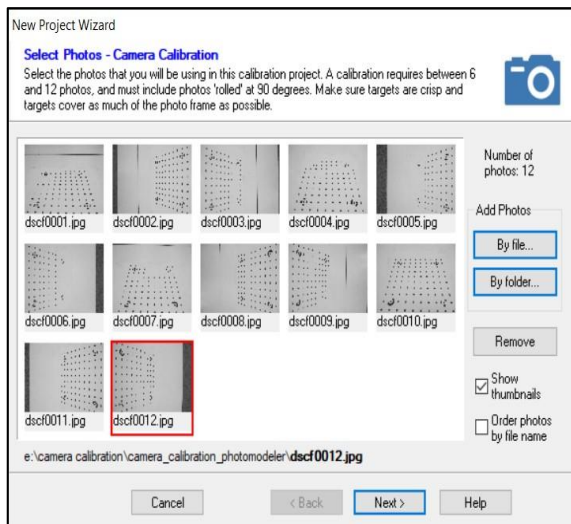 New Project Wizard
Select Photos - Camera Calibration
Select the photos that you will be using in this calibration project. A calibration requires between 6
and 12 photos, and must include photos 'rolled' at 90 degrees. Make sure targets are crisp and
targets cover as much of the photo frame as possible.
Number of
photos: 12
dscf0001.jpg dscf0002.jpg dscf0003.jpg dscf0004.jpg dscf0005.jpg
Add Photos
By file...
By folder...
dscf0006.jpg dscf0007.jpg dscf0008.jpg dscf0009.jpg dscf0010.jpg
Remove
Show
thumbnails
dscf0011.jpg dscf0012.jpg
Order photos
by file name
e:\camera calibration\camera_calibration_photomodeler\dscf0012.jpg
Cancel < Back Next > Help